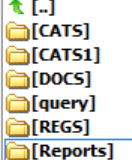 [..]
[CATS]
[CATS1]
[DOCS]
[query]
[REGS]
[Reports]